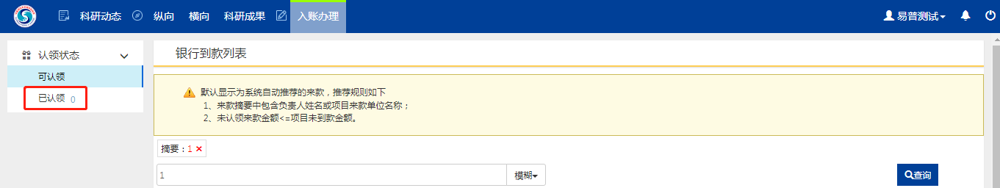 科研动态 纵向 横向 科研成果 入账办理 易普测试
认领状态
可认领
已认领 0
银行到款列表
默认显示为系统自动推荐的来款，推荐规则如下
1、来款摘要中包含负责人姓名或项目来款单位名称；
2、未认领来款金额<=项目未到款金额。
摘要：1 ×
1 模糊 查询